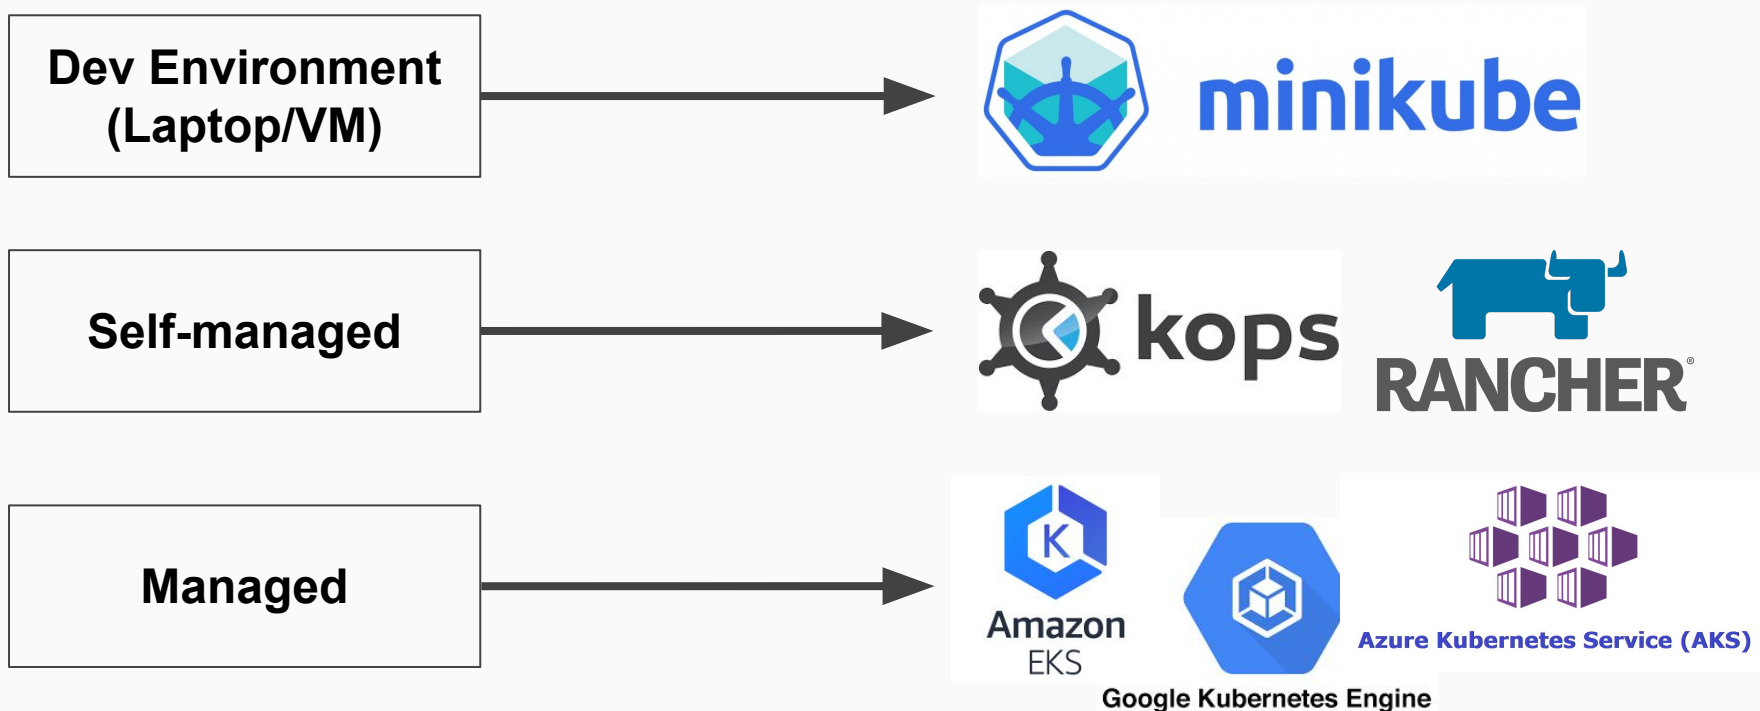 Dev Environment
(Laptop/VM)
minikube
Self-managed
kops
RANCHER®
Managed
K
Amazon
EKS
Google Kubernetes Engine
Azure Kubernetes Service (AKS)